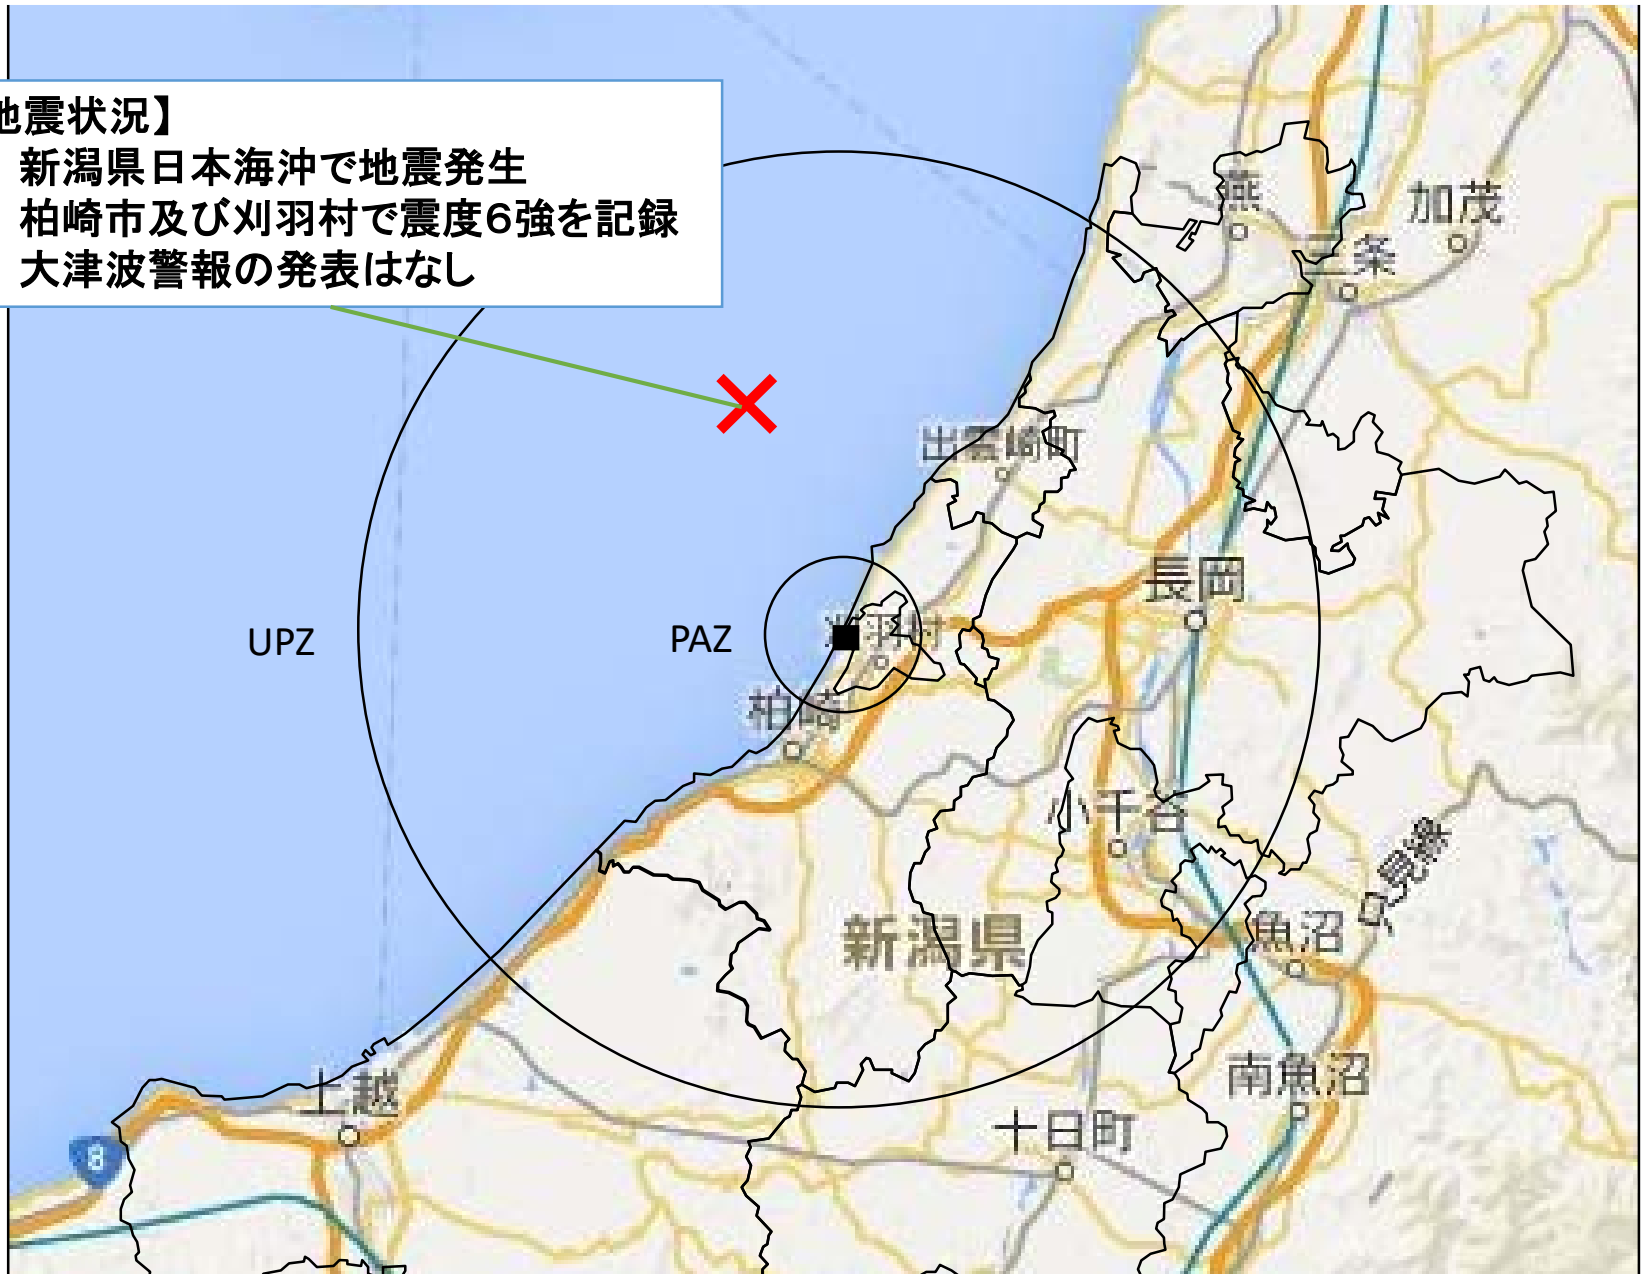 地震状況】
新潟県日本海沖で地震発生
柏崎市及び刈羽村で震度6強を記録
大津波警報の発表はなし
燕
加茂
三条
出雲崎町
長岡
UPZ
PAZ
刈羽村
柏崎
小千谷
只見線
新潟県
魚沼
南魚沼
上越
十日町
8